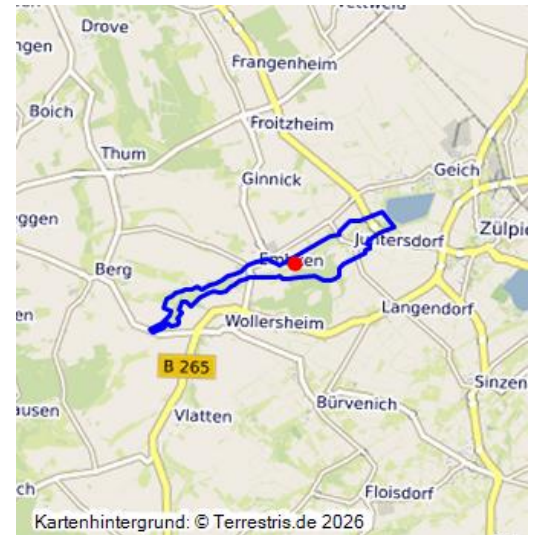 Drove
Frangenheim
Boich
Froitzheim
Thum
Geich
Ginnick
Juntersdorf
Berg
Langendorf
Wollersheim
B 265
Sinzen
Bürvenich
Vlatten
Floisdorf
Kartenhintergrund: © Terrestris.de 2026